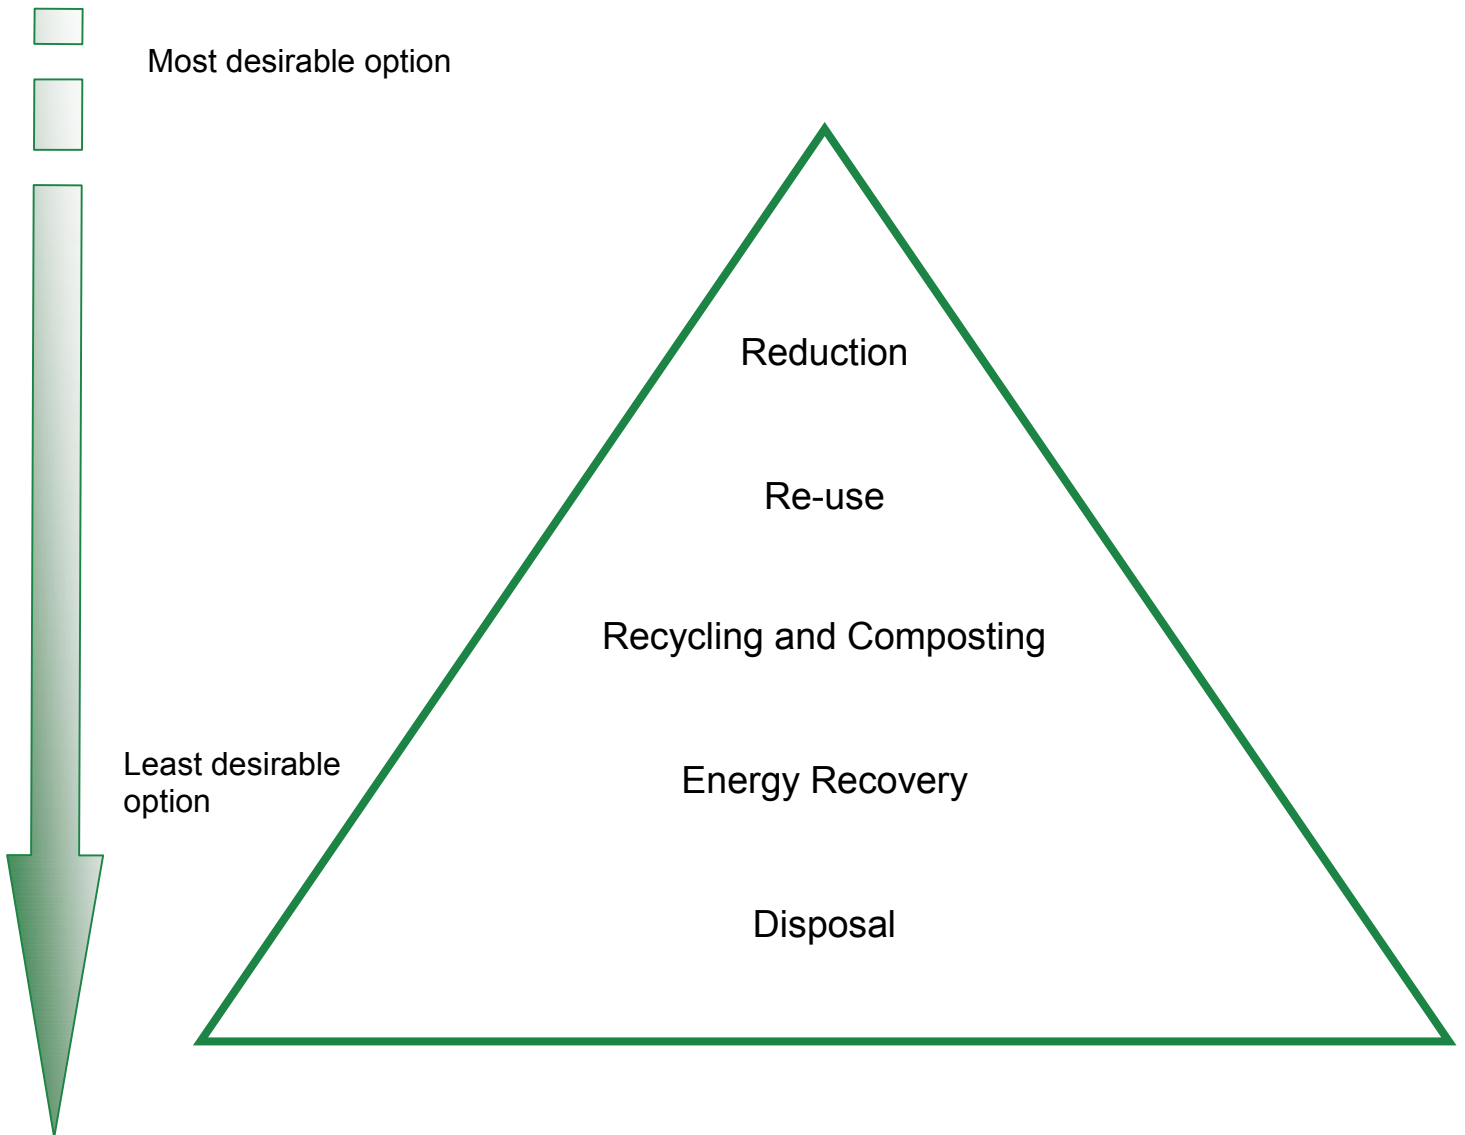 Most desirable option
Reduction
Re-use
Recycling and Composting
Least desirable
option
Energy Recovery
Disposal